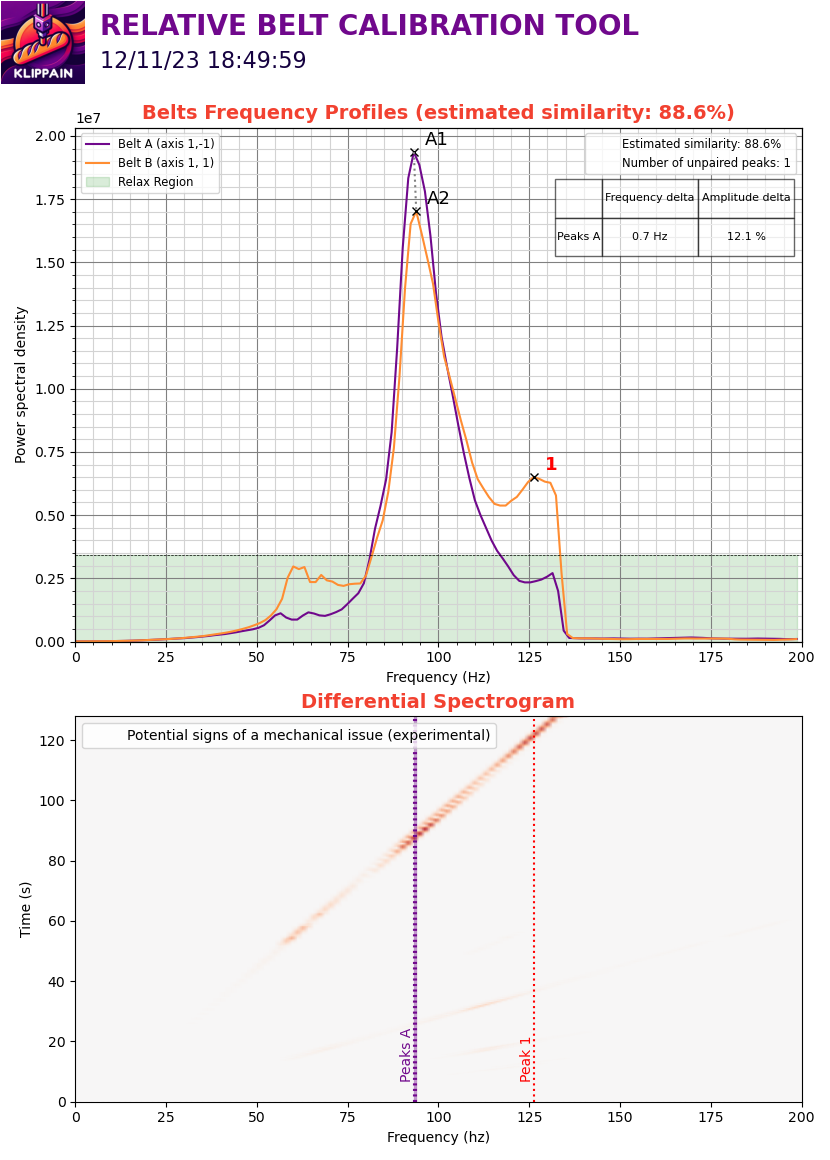 RELATIVE BELT CALIBRATION TOOL
12/11/23 18:49:59
KLIPPAIN
Belts Frequency Profiles (estimated similarity: 88.6%)
1e7
2.00
1.75
1.50
1.25
1.00
0.75
0.50
0.25
0.00
Power spectral density
Belt A (axis 1,-1)
Belt B (axis 1, 1)
Relax Region
A1
A2
1
Estimated similarity: 88.6%
Number of unpaired peaks: 1
Frequency delta Amplitude delta
Peaks A 0.7 Hz 12.1 %
0 25 50 75 100 125 150 175 200
Frequency (Hz)
Differential Spectrogram
Potential signs of a mechanical issue (experimental)
120
100
80
60
40
20
0
Time (s)
Peaks A
Peak 1
0 25 50 75 100 125 150 175 200
Frequency (hz)